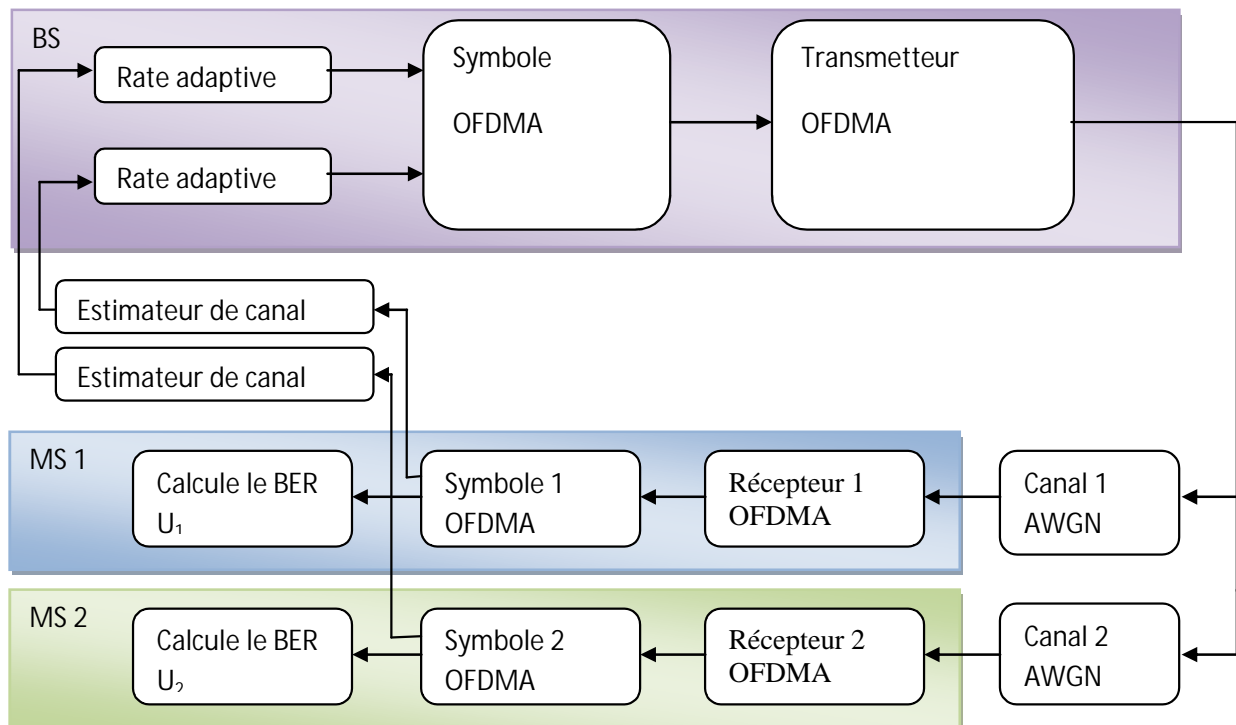 BS
Rate adaptive
Symbole
OFDMA
Transmetteur
OFDMA
Rate adaptive
Estimateur de canal
Estimateur de canal
MS 1
Calcule le BER
U₁
Symbole 1
OFDMA
Récepteur 1
OFDMA
Canal 1
AWGN
MS 2
Calcule le BER
U₂
Symbole 2
OFDMA
Récepteur 2
OFDMA
Canal 2
AWGN